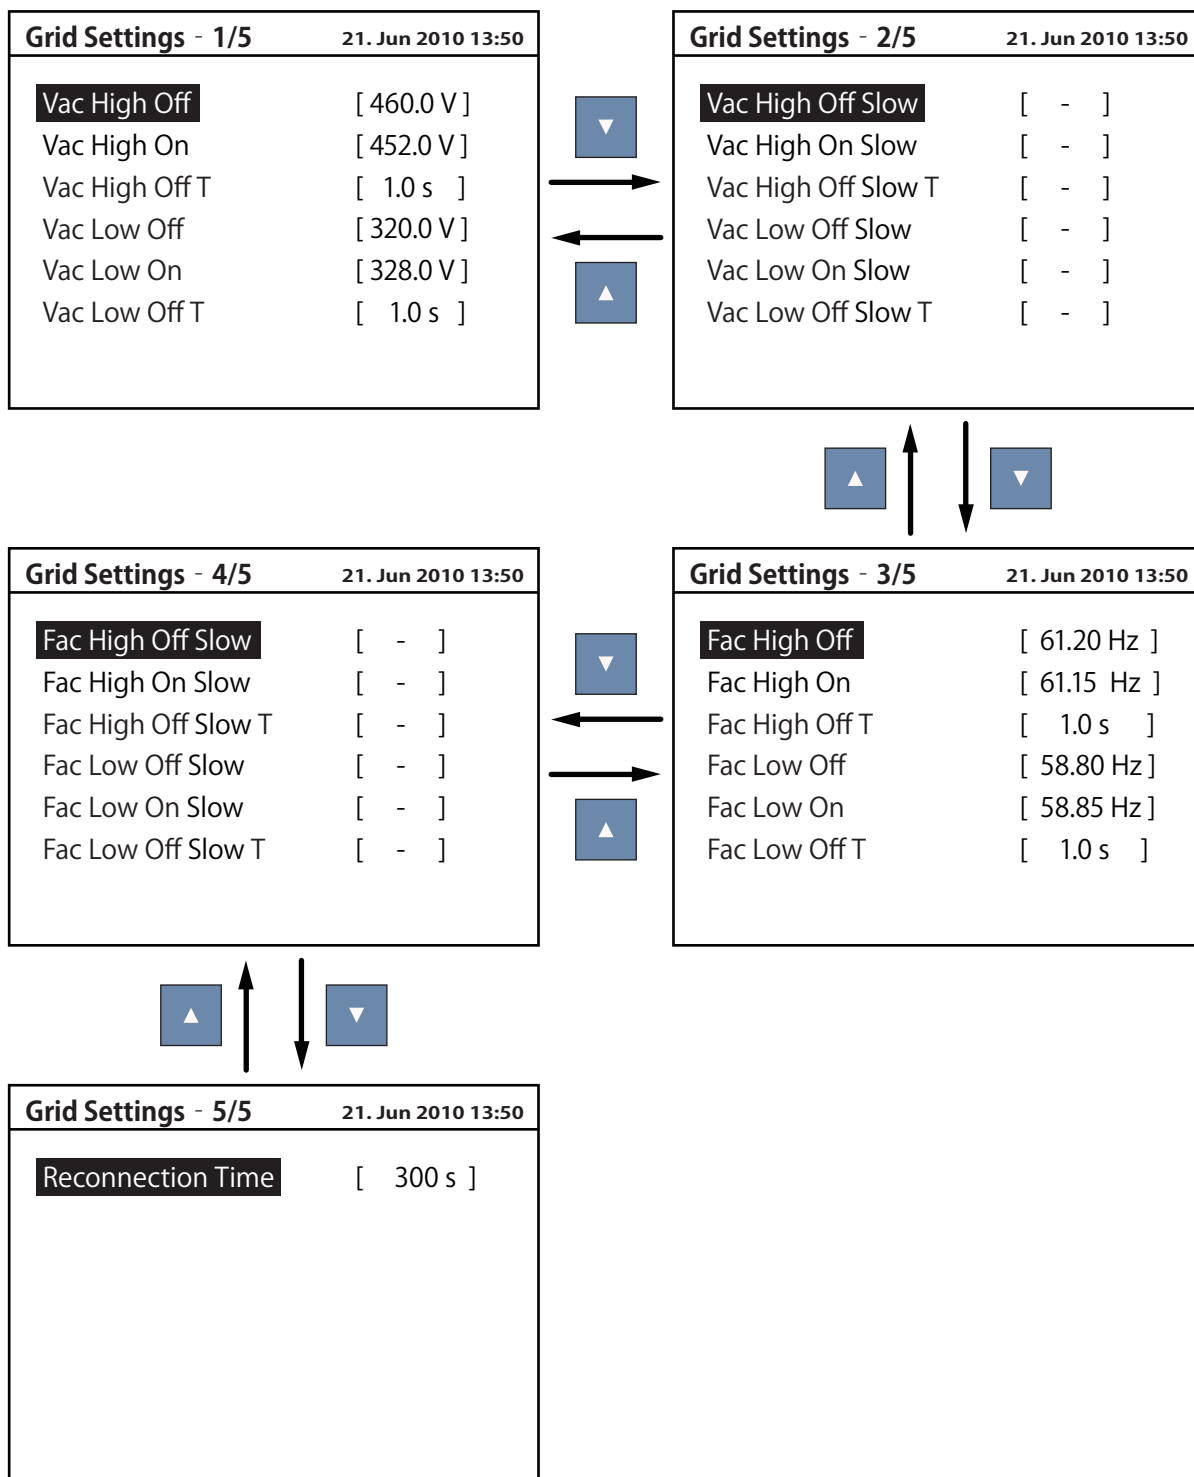 Grid Settings - 1/5 21. Jun 2010 13:50
Vac High Off [ 460.0 V ]
Vac High On [ 452.0 V ]
Vac High Off T [ 1.0 s ]
Vac Low Off [ 320.0 V ]
Vac Low On [ 328.0 V ]
Vac Low Off T [ 1.0 s ]
Grid Settings - 2/5 21. Jun 2010 13:50
Vac High Off Slow [ - ]
Vac High On Slow [ - ]
Vac High Off Slow T [ - ]
Vac Low Off Slow [ - ]
Vac Low On Slow [ - ]
Vac Low Off Slow T [ - ]
Grid Settings - 4/5 21. Jun 2010 13:50
Fac High Off Slow [ - ]
Fac High On Slow [ - ]
Fac High Off Slow T [ - ]
Fac Low Off Slow [ - ]
Fac Low On Slow [ - ]
Fac Low Off Slow T [ - ]
Grid Settings - 3/5 21. Jun 2010 13:50
Fac High Off [ 61.20 Hz ]
Fac High On [ 61.15 Hz ]
Fac High Off T [ 1.0 s ]
Fac Low Off [ 58.80 Hz ]
Fac Low On [ 58.85 Hz ]
Fac Low Off T [ 1.0 s ]
Grid Settings - 5/5 21. Jun 2010 13:50
Reconnection Time [ 300 s ]